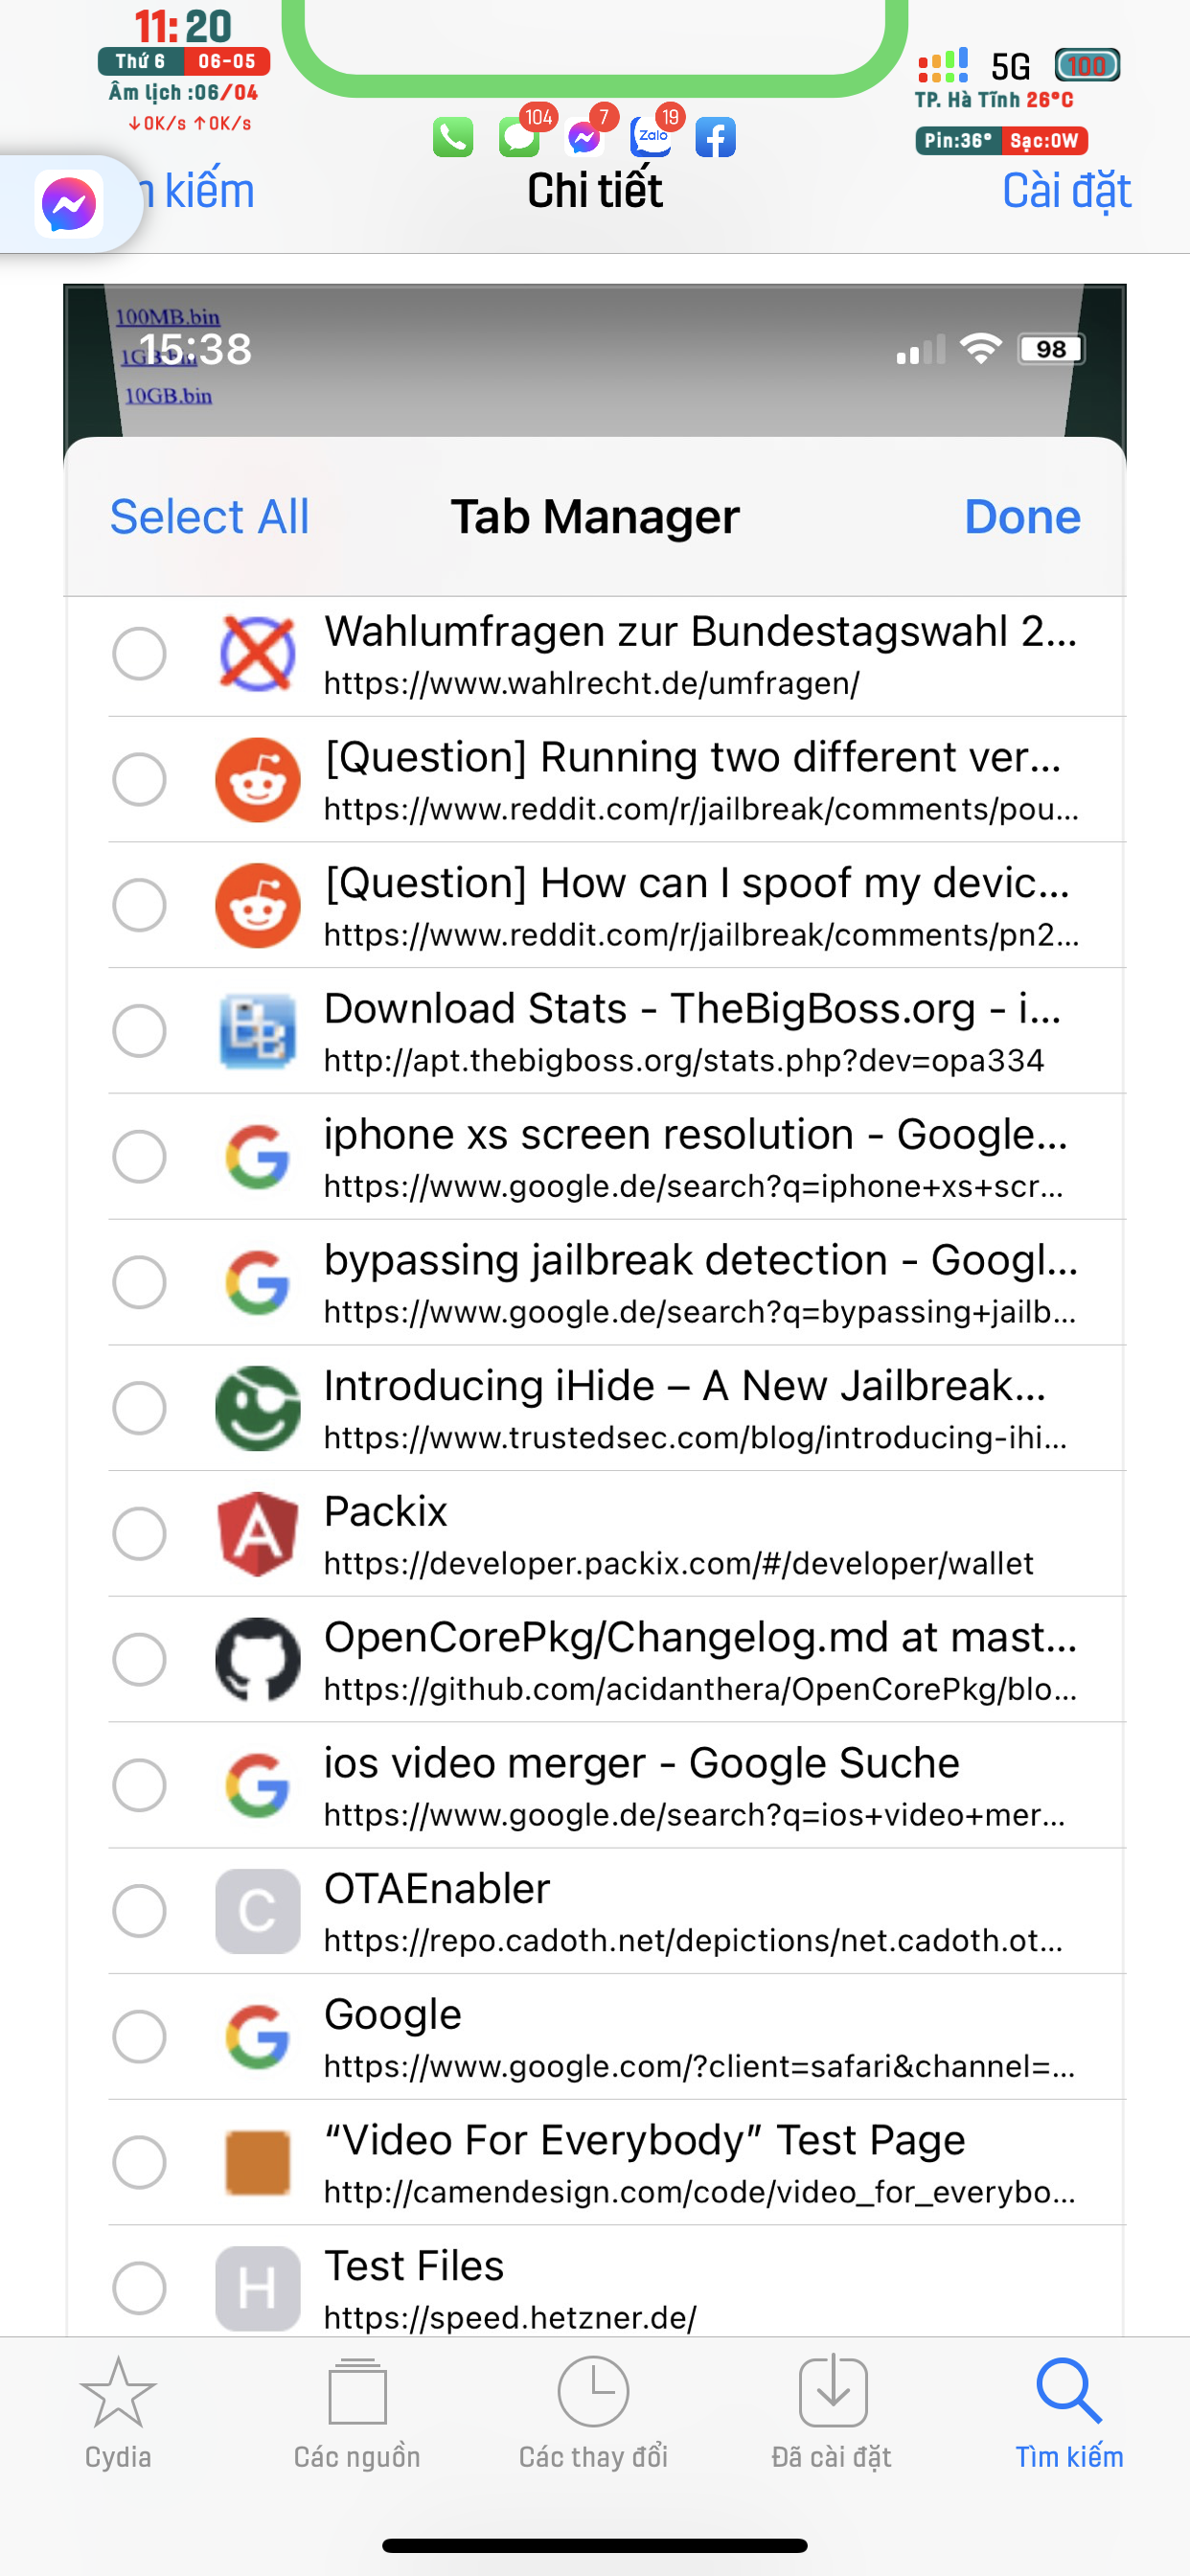 11:20
Thứ 6 06-05
Âm lịch :06/04
↓0K/s ↑0K/s
5G 100
TP. Hà Tĩnh 26°C
Pin:36° Sạc:0W
104 7 19
Zalo
kiếm
Chi tiết
Cài đặt
100MB.bin
15:38
98
10GB.bin
Select All
Tab Manager
Done
Wahlumfragen zur Bundestagswahl 2...
https://www.wahlrecht.de/umfragen/
[Question] Running two different ver...
https://www.reddit.com/r/jailbreak/comments/pou...
[Question] How can I spoof my devic...
https://www.reddit.com/r/jailbreak/comments/pn2...
Download Stats - TheBigBoss.org - i...
http://apt.thebigboss.org/stats.php?dev=opa334
iphone xs screen resolution - Google...
https://www.google.de/search?q=iphone+xs+scr...
bypassing jailbreak detection - Googl...
https://www.google.de/search?q=bypassing+jailb...
Introducing iHide – A New Jailbreak...
https://www.trustedsec.com/blog/introducing-ihi...
Packix
https://developer.packix.com/#/developer/wallet
OpenCorePkg/Changelog.md at mast...
https://github.com/acidanthera/OpenCorePkg/blo...
ios video merger - Google Suche
https://www.google.de/search?q=ios+video+mer...
C
OTAEnabler
https://repo.cadoth.net/depictions/net.cadoth.ot...
Google
https://www.google.com/?client=safari&channel=...
“Video For Everybody” Test Page
http://camendesign.com/code/video_for_everybo...
H
Test Files
https://speed.hetzner.de/
Cydia
Các nguồn
Các thay đổi
Đã cài đặt
Tìm kiếm